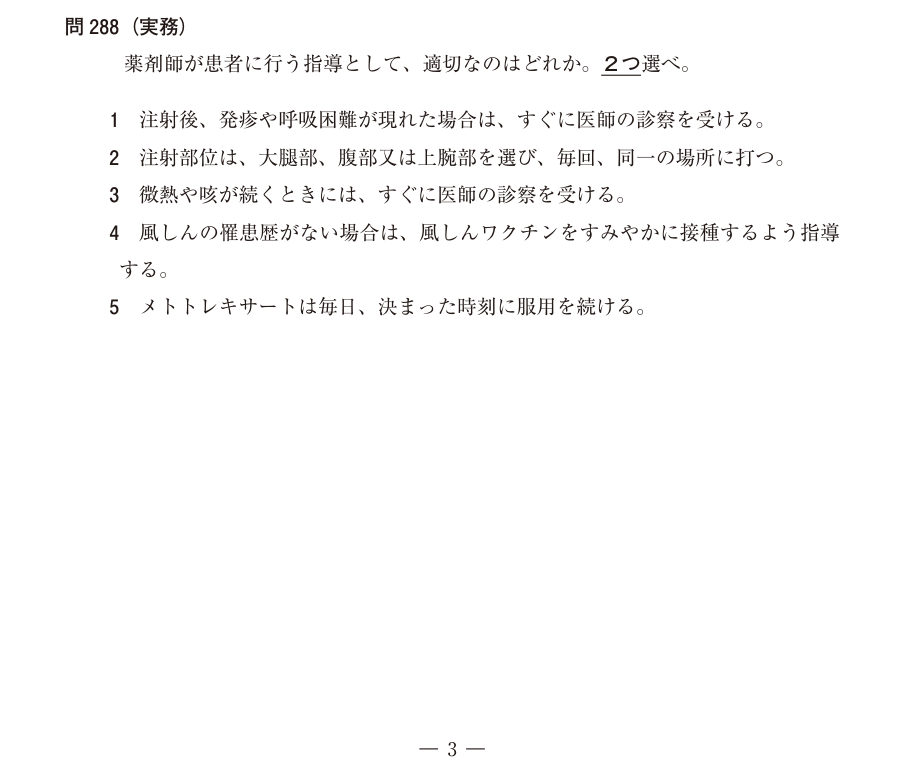 問 288（実務）
薬剤師が患者に行う指導として、適切なのはどれか。２つ選べ。
1　注射後、発疹や呼吸困難が現れた場合は、すぐに医師の診察を受ける。
2　注射部位は、大腿部、腹部又は上腕部を選び、毎回、同一の場所に打つ。
3　微熱や咳が続くときには、すぐに医師の診察を受ける。
4　風しんの罹患歴がない場合は、風しんワクチンをすみやかに接種するよう指導
する。
5　メトトレキサートは毎日、決まった時刻に服用を続ける。
― 3 ―